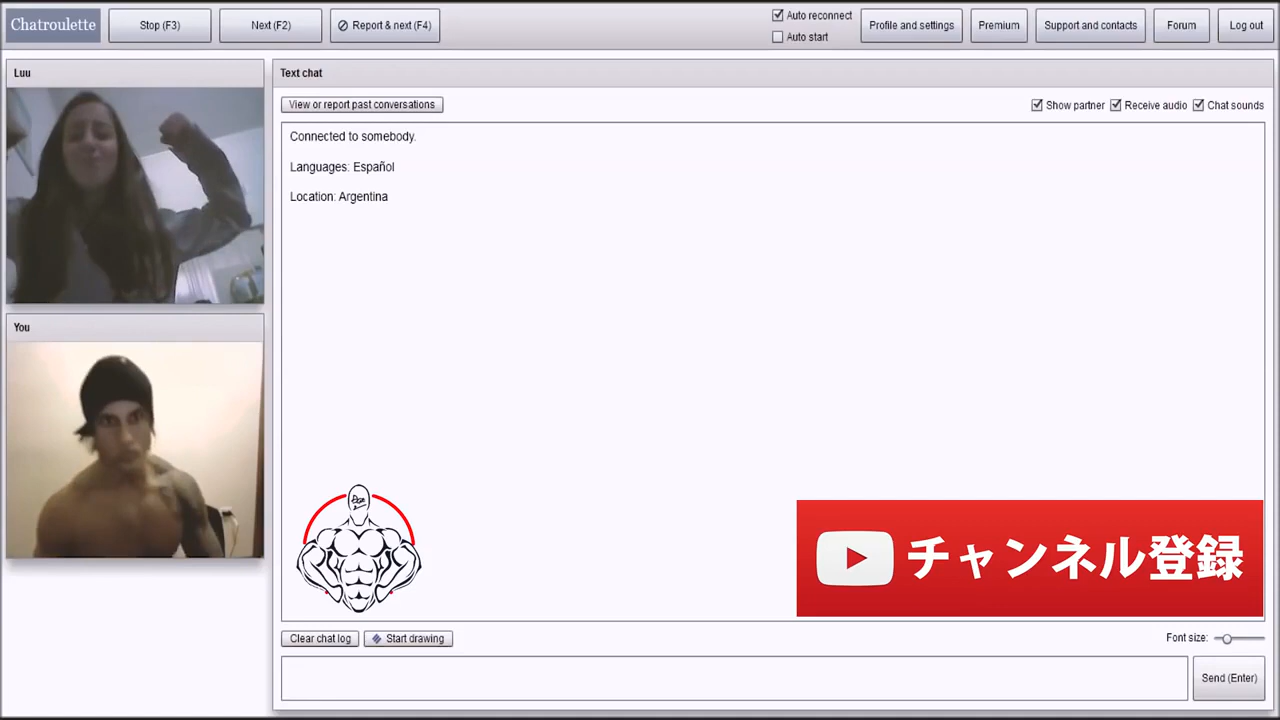 Chatroulette
Stop (F3)
Next (F2)
Report & next (F4)
Auto reconnect
Auto start
Profile and settings
Premium
Support and contacts
Forum
Log out
Luu
You
Text chat
View or report past conversations
Show partner
Receive audio
Chat sounds
Connected to somebody.
Languages: Español
Location: Argentina
チャンネル登録
Clear chat log
Start drawing
Font size:
Send (Enter)